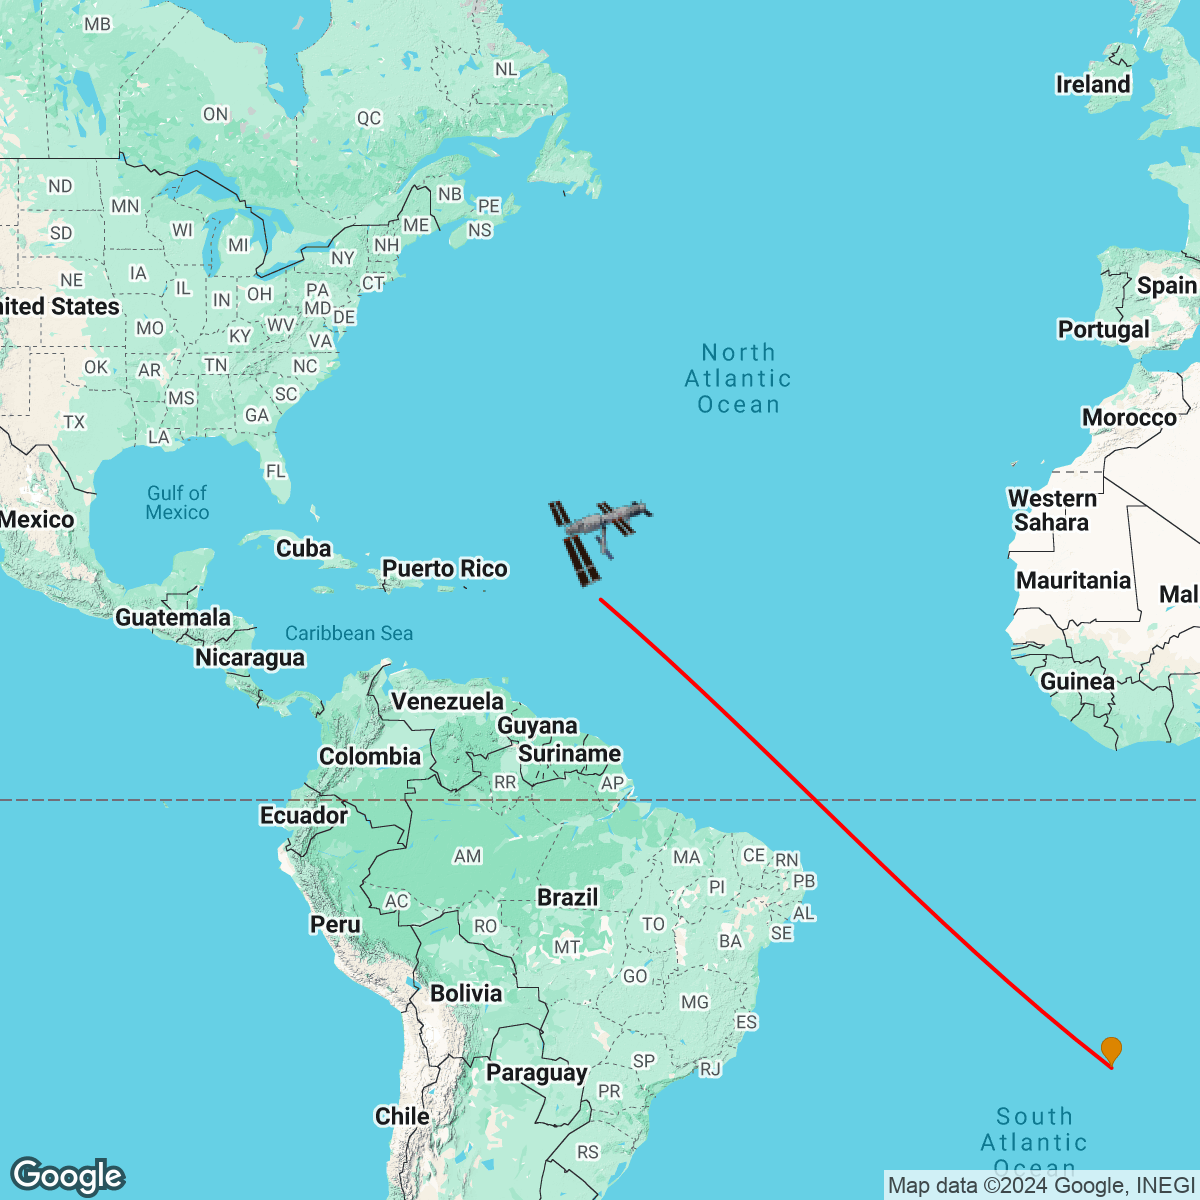 MB
NL
Ireland
ON
QC
ND
MN
NB
PE
SD
WI
MI
ME
NS
NH
NY
NE
IA
IL
IN
OH
PA
CT
Spain
nited States
MD
DE
MO
KY
WV
VA
Portugal
North
Atlantic
Ocean
OK
AR
TN
NC
MS
SC
TX
GA
Morocco
LA
FL
Gulf of
Mexico
Western
Sahara
Mexico
Cuba
Puerto Rico
Mauritania
Mal
Guatemala
Caribbean Sea
Nicaragua
Guinea
Venezuela
Guyana
Colombia
Suriname
RR
AP
Ecuador
AM
MA
CE
RN
PI
PB
AC
Brazil
AL
Peru
RO
TO
SE
MT
BA
GO
Bolivia
MG
ES
SP
RJ
Paraguay
PR
Chile
South
Atlantic
Ocean
RS
Google
Map data ©2024 Google, INEGI